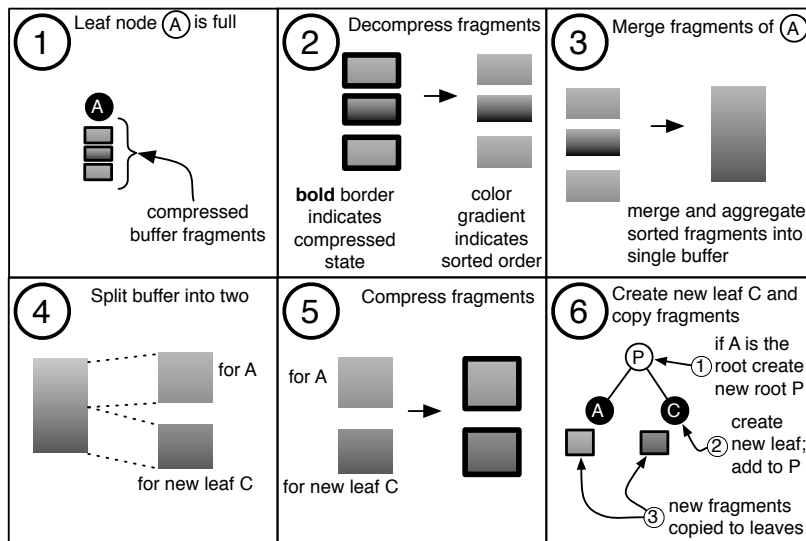 1
Leaf node A is full
A
compressed
buffer fragments
2
Decompress fragments
bold border
indicates
compressed
state
color
gradient
indicates
sorted order
3
Merge fragments of A
merge and aggregate
sorted fragments into
single buffer
4
Split buffer into two
for A
for new leaf C
5
Compress fragments
for A
for new leaf C
6
Create new leaf C and
copy fragments
P
1
if A is the
root create
new root P
A
C
2
create
new leaf;
add to P
3
new fragments
copied to leaves